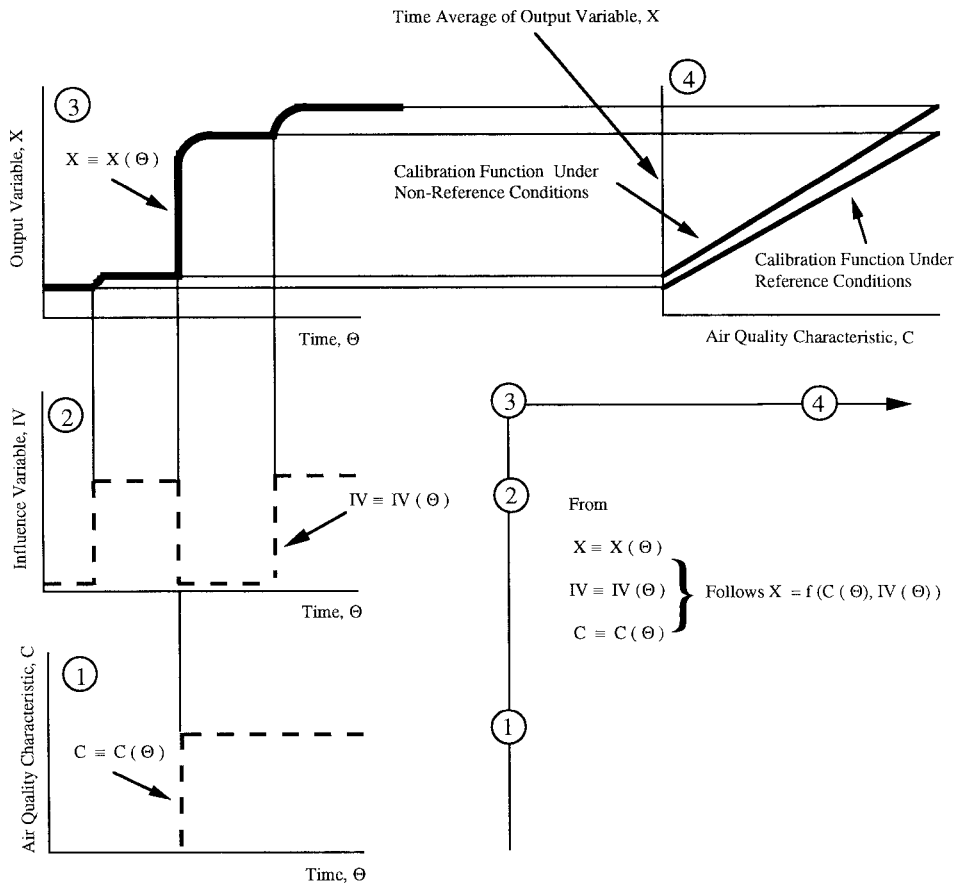 Time Average of Output Variable, X
3
4
Output Variable, X
X ≡ X ( Θ )
Calibration Function Under
Non-Reference Conditions
Calibration Function Under
Reference Conditions
Time, Θ
Air Quality Characteristic, C
2
Influence Variable, IV
IV ≡ IV ( Θ )
Time, Θ
3
4
2
From
X ≡ X ( Θ )
IV ≡ IV ( Θ )
C ≡ C ( Θ )
Follows X = f ( C ( Θ ), IV ( Θ ) )
1
1
Air Quality Characteristic, C
C ≡ C ( Θ )
Time, Θ